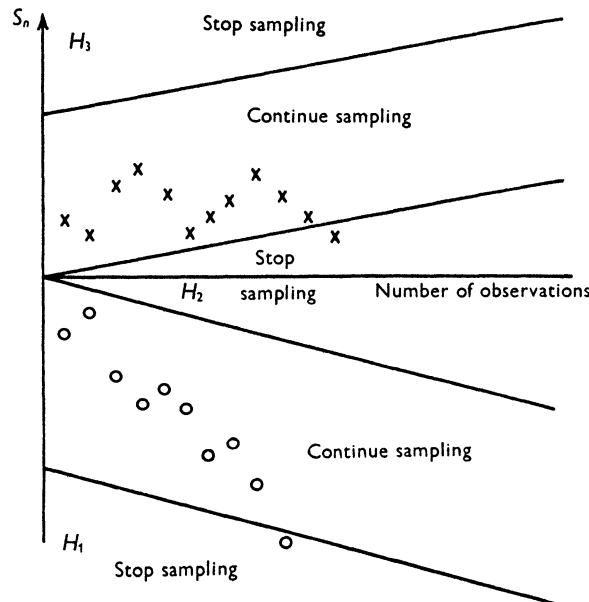 Sₙ
H₃
Stop sampling
Continue sampling
Stop
H₂ sampling
Number of observations
Continue sampling
H₁
Stop sampling